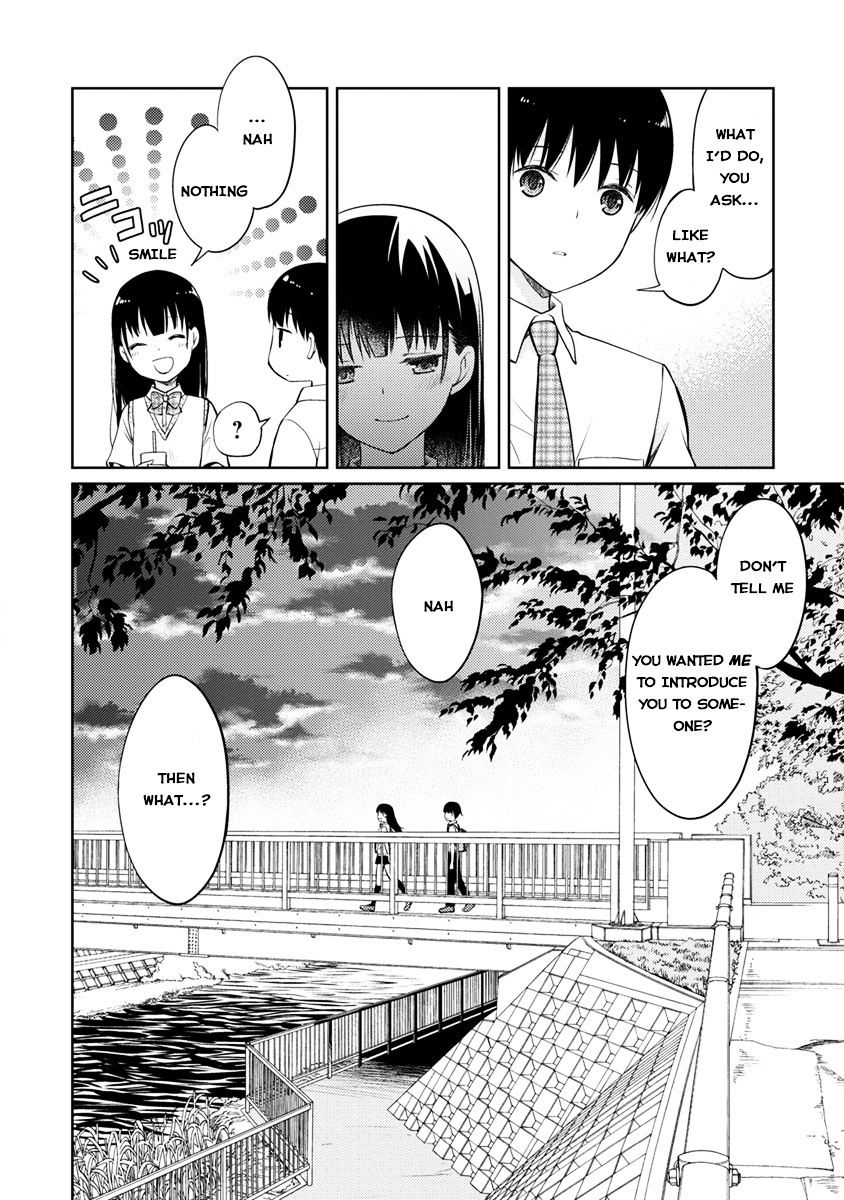 WHAT
I'D DO,
YOU
ASK...
LIKE
WHAT?
...
NAH
NOTHING
ニコッ
SMILE
?
DON'T
TELL ME
YOU WANTED ME
TO INTRODUCE
YOU TO SOME-
ONE?
NAH
THEN
WHAT...?